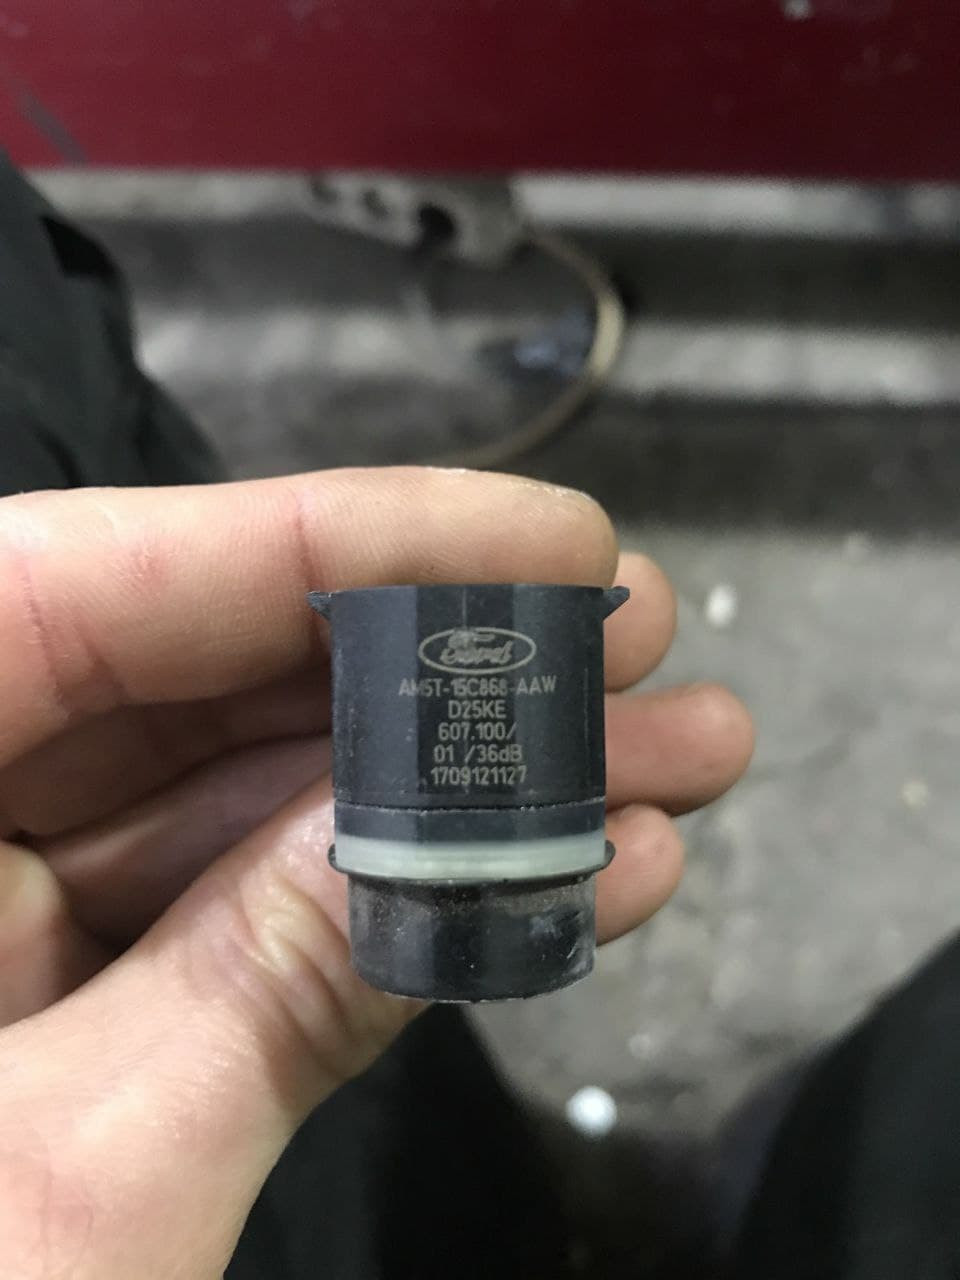 Ford
AM5T-15C868-AAW
D25KE
607.100/
01 /36dB
1709121127